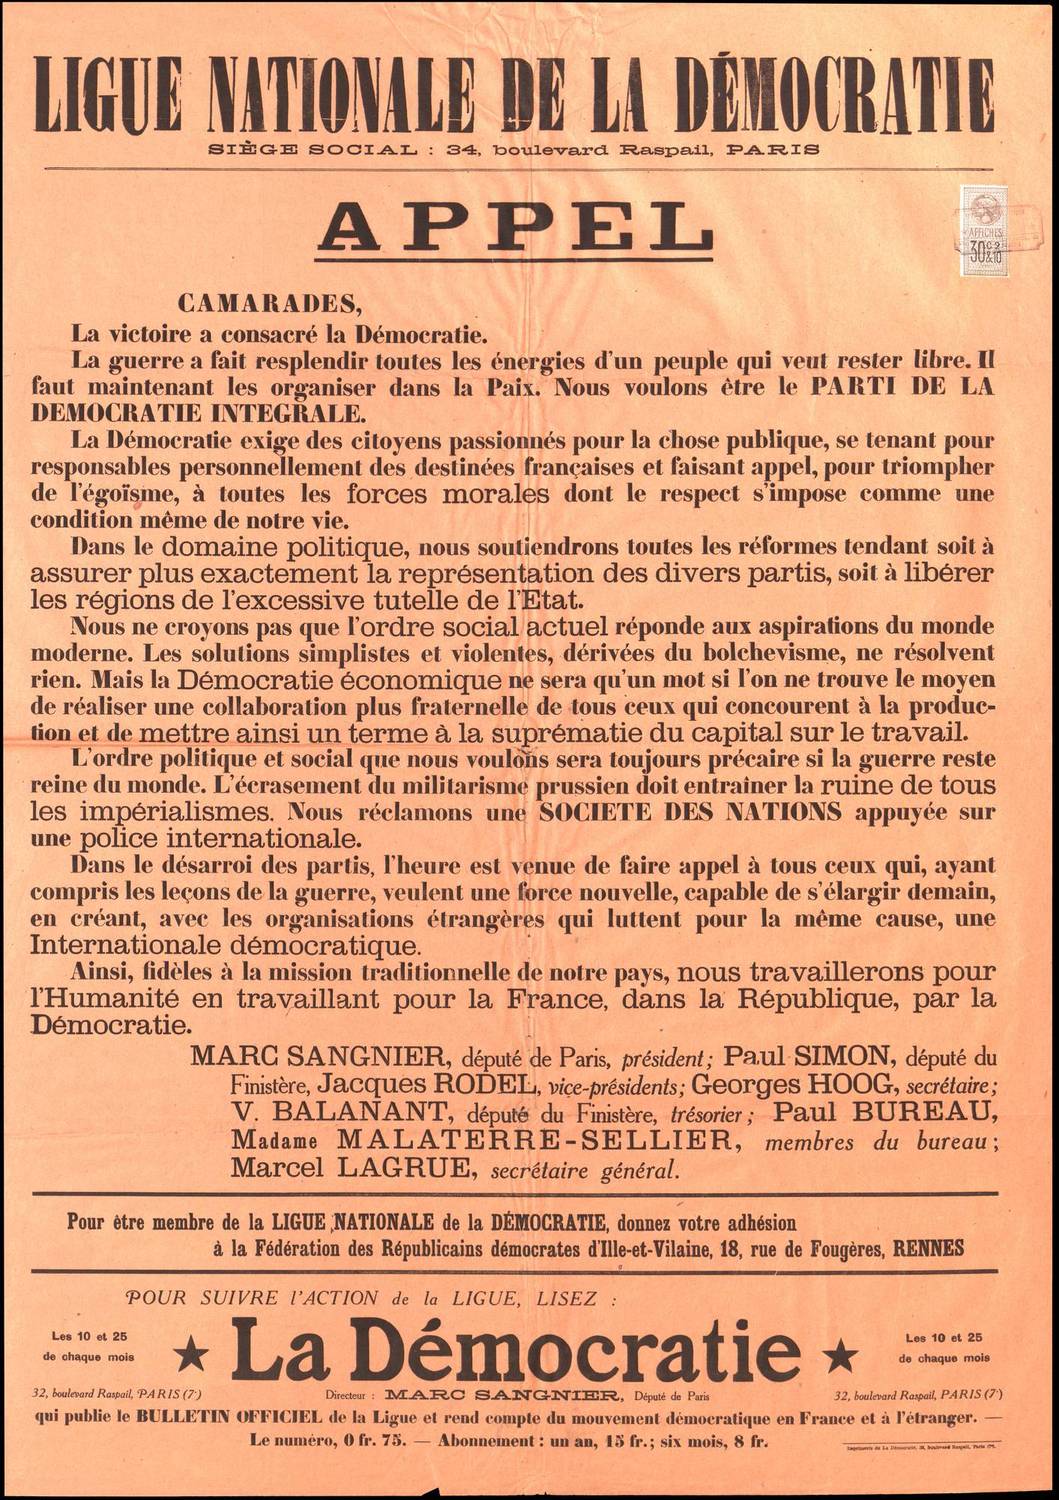 LIGUE NATIONALE DE LA DÉMOCRATIE
SIÈGE SOCIAL : 34, boulevard Raspail, PARIS
APPEL
AFFICHES
30c 2
&10
CAMARADES,
La victoire a consacré la Démocratie.
La guerre a fait resplendir toutes les énergies d'un peuple qui veut rester libre. Il
faut maintenant les organiser dans la Paix. Nous voulons être le PARTI DE LA
DEMOCRATIE INTEGRALE.
La Démocratie exige des citoyens passionnés pour la chose publique, se tenant pour
responsables personnellement des destinées françaises et faisant appel, pour triompher
de l'égoïsme, à toutes les forces morales dont le respect s'impose comme une
condition même de notre vie.
Dans le domaine politique, nous soutiendrons toutes les réformes tendant soit à
assurer plus exactement la représentation des divers partis, soit à libérer
les régions de l'excessive tutelle de l'Etat.
Nous ne croyons pas que l'ordre social actuel réponde aux aspirations du monde
moderne. Les solutions simplistes et violentes, dérivées du bolchevisme, ne résolvent
rien. Mais la Démocratie économique ne sera qu'un mot si l'on ne trouve le moyen
de réaliser une collaboration plus fraternelle de tous ceux qui concourent à la produc-
tion et de mettre ainsi un terme à la suprématie du capital sur le travail.
L'ordre politique et social que nous voulons sera toujours précaire si la guerre reste
reine du monde. L'écrasement du militarisme prussien doit entraîner la ruine de tous
les impérialismes. Nous réclamons une SOCIETE DES NATIONS appuyée sur
une police internationale.
Dans le désarroi des partis, l'heure est venue de faire appel à tous ceux qui, ayant
compris les leçons de la guerre, veulent une force nouvelle, capable de s'élargir demain,
en créant, avec les organisations étrangères qui luttent pour la même cause, une
Internationale démocratique.
Ainsi, fidèles à la mission traditionnelle de notre pays, nous travaillerons pour
l'Humanité en travaillant pour la France, dans la République, par la
Démocratie.
MARC SANGNIER, député de Paris, président; Paul SIMON, député du
Finistère, Jacques RODEL, vice-présidents; Georges HOOG, secrétaire;
V. BALANANT, député du Finistère, trésorier; Paul BUREAU,
Madame MALATERRE-SELLIER, membres du bureau;
Marcel LAGRUE, secrétaire général.
Pour être membre de la LIGUE NATIONALE de la DÉMOCRATIE, donnez votre adhésion
à la Fédération des Républicains démocrates d'Ille-et-Vilaine, 18, rue de Fougères, RENNES
POUR SUIVRE l'ACTION de la LIGUE, LISEZ :
Les 10 et 25
de chaque mois
★ La Démocratie ★
Les 10 et 25
de chaque mois
32, boulevard Raspail, PARIS (7e)
Directeur : MARC SANGNIER, Député de Paris
32, boulevard Raspail, PARIS (7e)
qui publie le BULLETIN OFFICIEL de la Ligue et rend compte du mouvement démocratique en France et à l'étranger. —
Le numéro, 0 fr. 75. — Abonnement : un an, 15 fr.; six mois, 8 fr.
Imprimerie de La Démocratie, boulevard Raspail, Paris